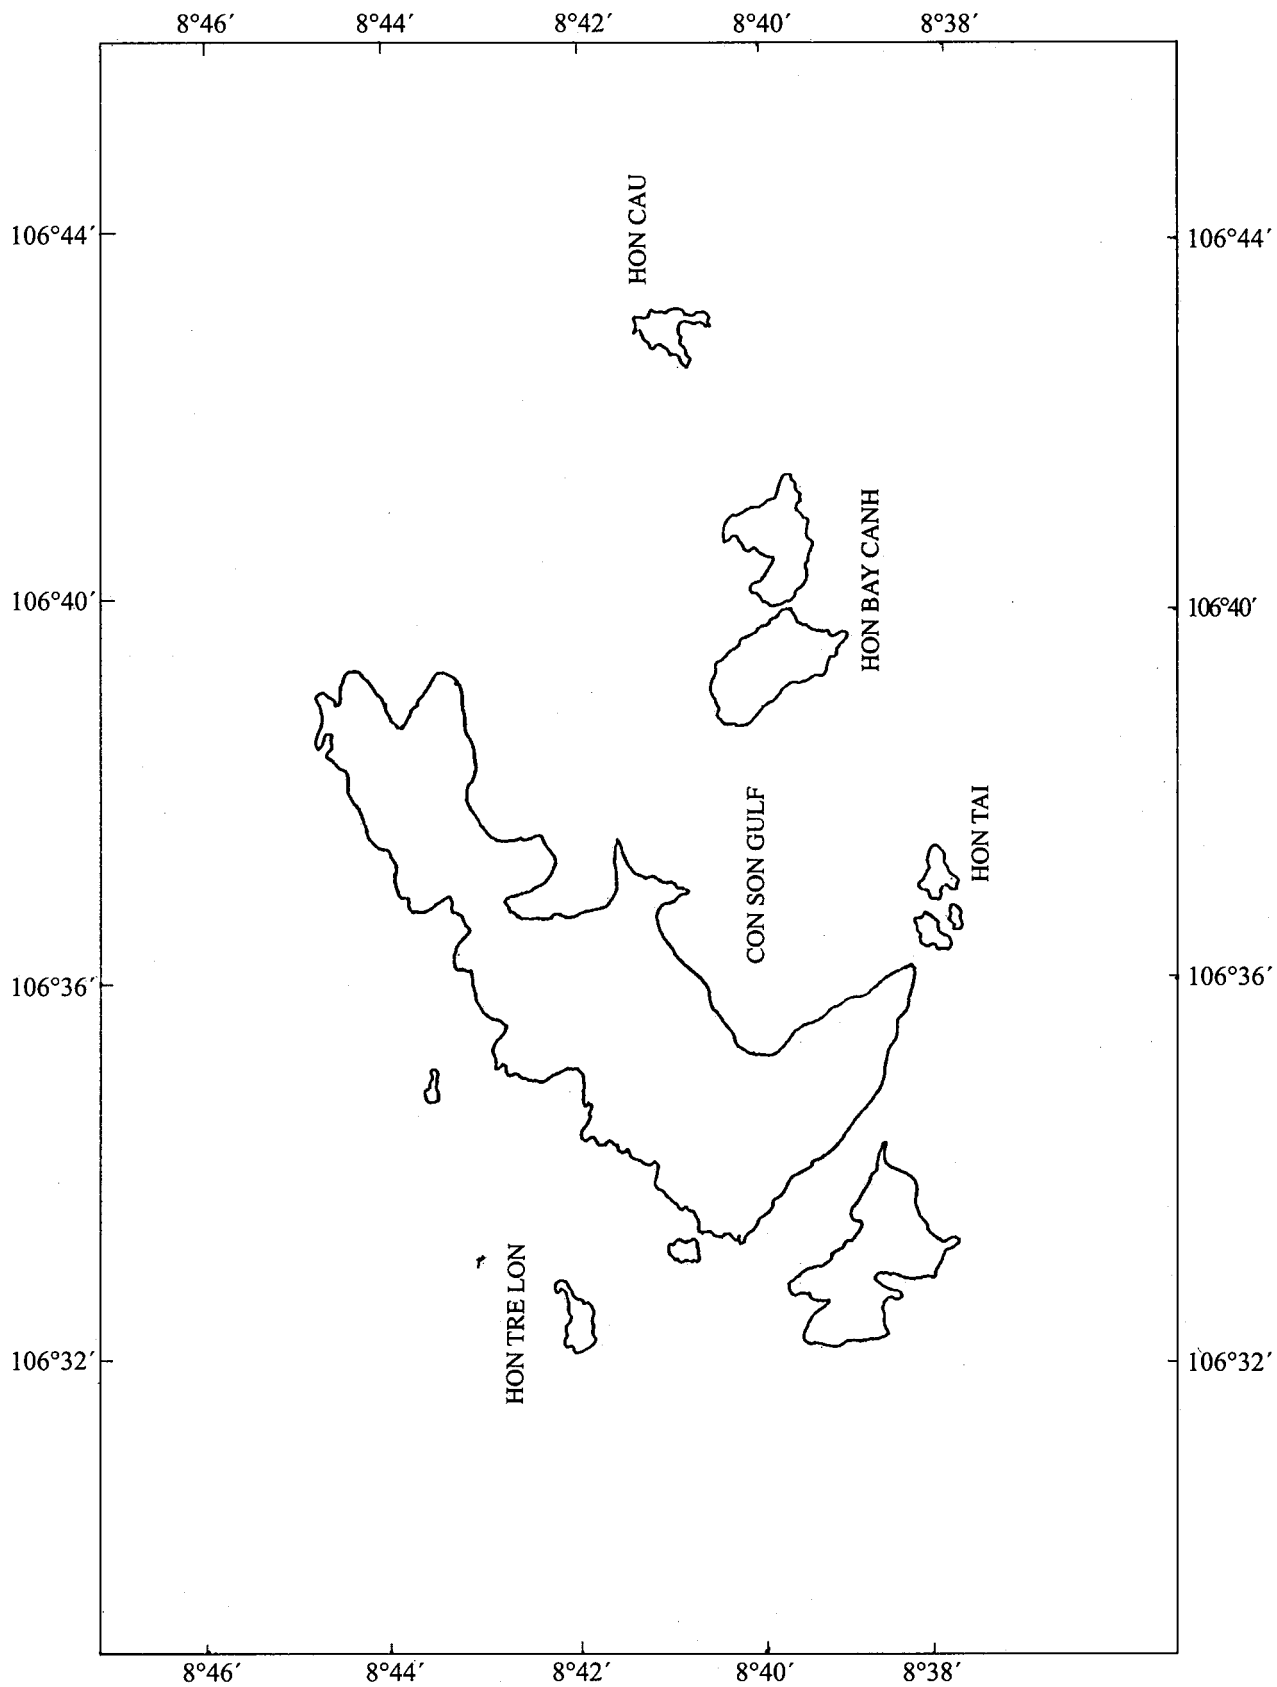 8°46′ 8°44′ 8°42′ 8°40′ 8°38′
HON CAU
106°44′ 106°44′
HON BAY CANH
106°40′ 106°40′
CON SON GULF
HON TAI
106°36′ 106°36′
HON TRE LON
106°32′ 106°32′
8°46′ 8°44′ 8°42′ 8°40′ 8°38′